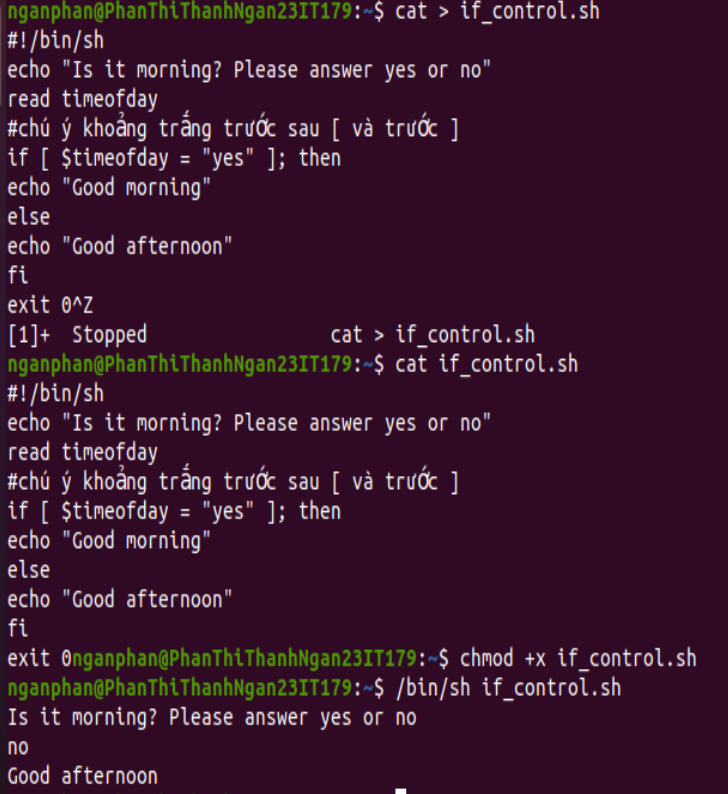 nganphan@PhanThiThanhNgan23IT179:~$ cat > if_control.sh
#!/bin/sh
echo "Is it morning? Please answer yes or no"
read timeofday
#chú ý khoảng trắng trước sau [ và trước ]
if [ $timeofday = "yes" ]; then
echo "Good morning"
else
echo "Good afternoon"
fi
exit 0^Z
[1]+  Stopped                 cat > if_control.sh
nganphan@PhanThiThanhNgan23IT179:~$ cat if_control.sh
#!/bin/sh
echo "Is it morning? Please answer yes or no"
read timeofday
#chú ý khoảng trắng trước sau [ và trước ]
if [ $timeofday = "yes" ]; then
echo "Good morning"
else
echo "Good afternoon"
fi
exit 0nganphan@PhanThiThanhNgan23IT179:~$ chmod +x if_control.sh
nganphan@PhanThiThanhNgan23IT179:~$ /bin/sh if_control.sh
Is it morning? Please answer yes or no
no
Good afternoon